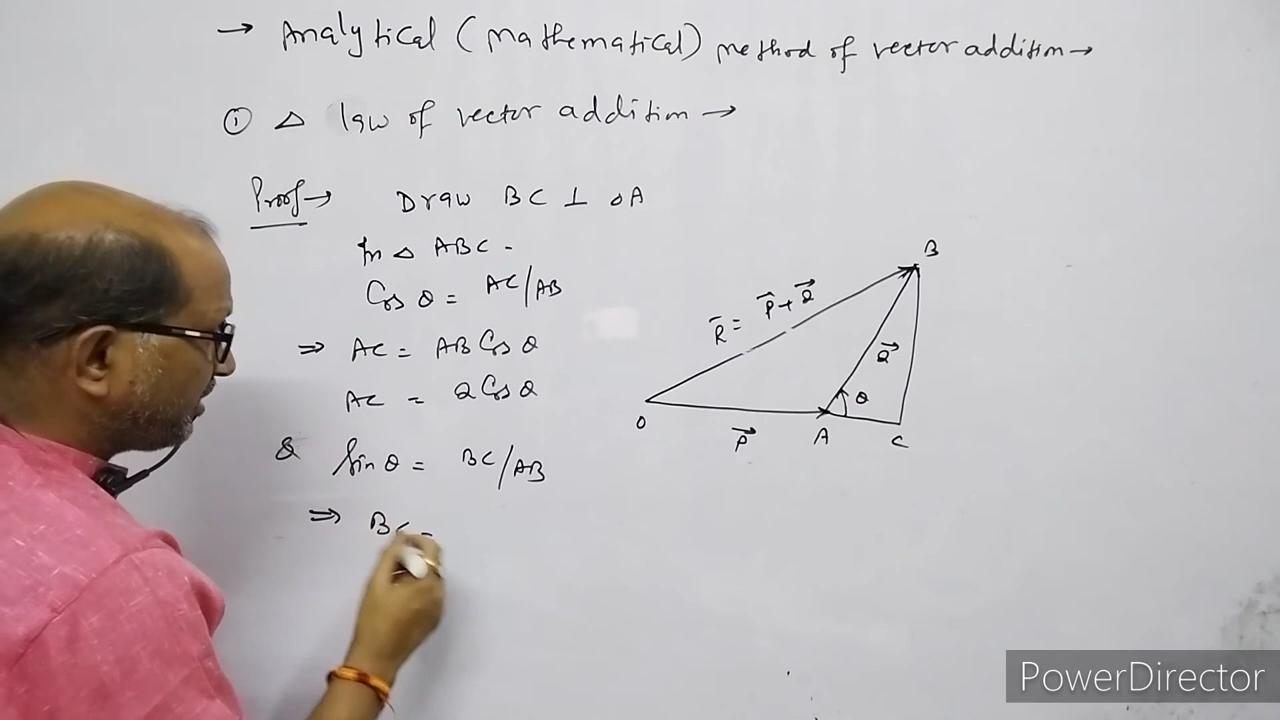 → Analytical (Mathematical) method of vector addition →
① △ law of vector addition →
Proof → Draw BC ⊥ OA
In △ ABC -
Cos θ = AC/AB
⇒ AC = AB Cos θ
AC = Q Cos θ
& Sin θ = BC/AB
⇒ BC =
B
R⃗ = P⃗ + Q⃗
Q⃗
θ
O
P⃗
A
C
PowerDirector